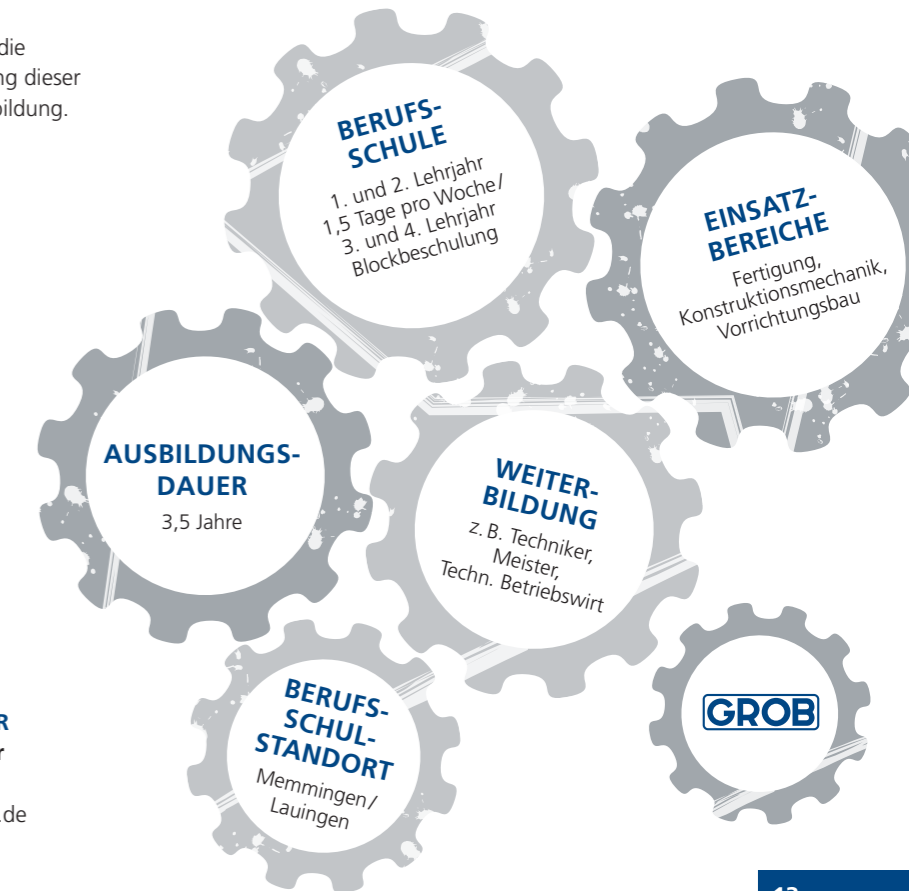 die
ng dieser
bildung.
BERUFS-
SCHULE
1. und 2. Lehrjahr
1,5 Tage pro Woche/
3. und 4. Lehrjahr
Blockbeschulung
EINSATZ-
BEREICHE
Fertigung,
Konstruktionsmechanik,
Vorrichtungsbau
AUSBILDUNGS-
DAUER
3,5 Jahre
WEITER-
BILDUNG
z. B. Techniker,
Meister,
Techn. Betriebswirt
BERUFS-
SCHUL-
STANDORT
Memmingen/
Lauingen
GROB
R
r
.de